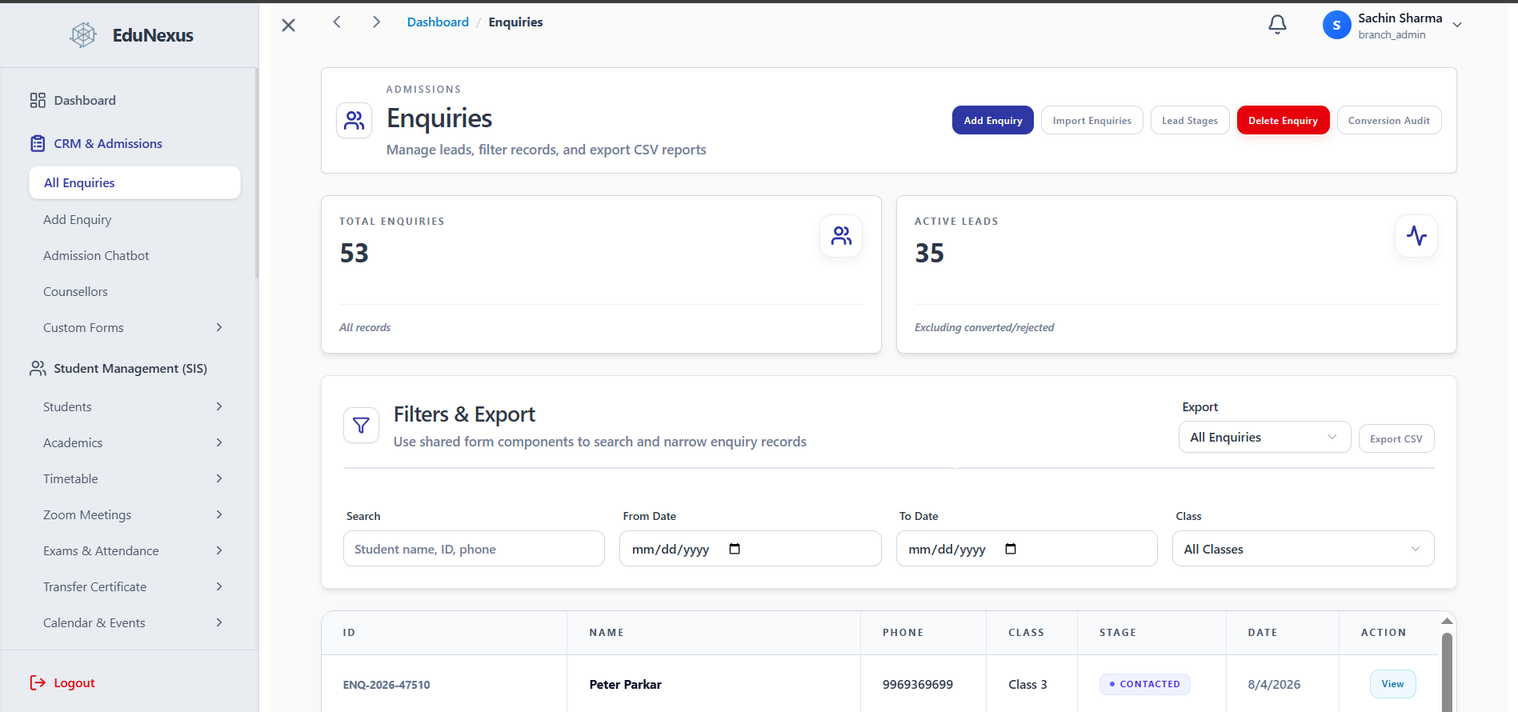 EduNexus
Dashboard
CRM & Admissions
All Enquiries
Add Enquiry
Admission Chatbot
Counsellors
Custom Forms
Student Management (SIS)
Students
Academics
Timetable
Zoom Meetings
Exams & Attendance
Transfer Certificate
Calendar & Events
Logout
Dashboard / Enquiries
S
Sachin Sharma
branch_admin
ADMISSIONS
Enquiries
Manage leads, filter records, and export CSV reports
Add Enquiry
Import Enquiries
Lead Stages
Delete Enquiry
Conversion Audit
TOTAL ENQUIRIES
53
All records
ACTIVE LEADS
35
Excluding converted/rejected
Filters & Export
Use shared form components to search and narrow enquiry records
Export
All Enquiries
Export CSV
Search
Student name, ID, phone
From Date
mm/dd/yyyy
To Date
mm/dd/yyyy
Class
All Classes
ID NAME PHONE CLASS STAGE DATE ACTION
ENQ-2026-47510 Peter Parkar 9969369699 Class 3 CONTACTED 8/4/2026 View